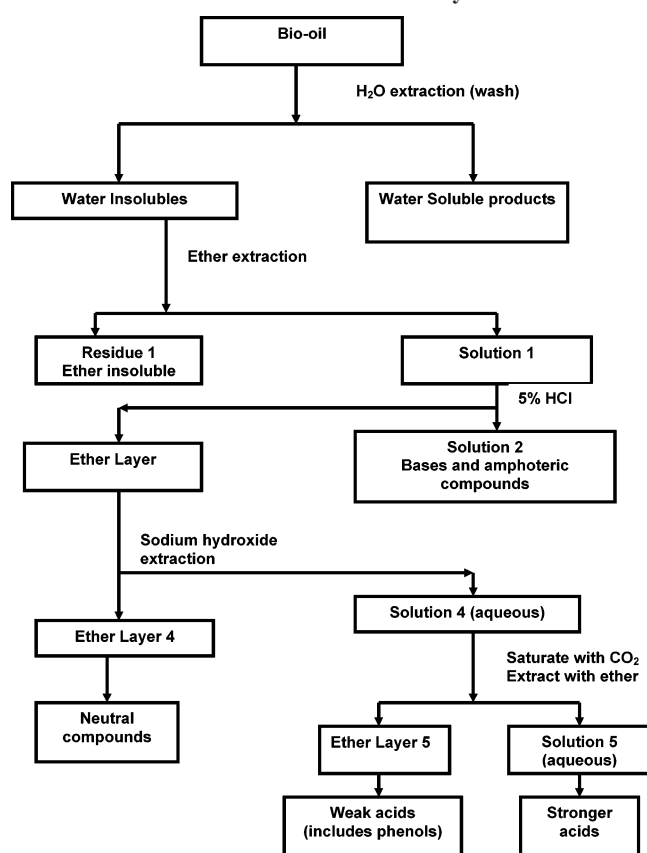 Bio-oil
H₂O extraction (wash)
Water Insolubles
Water Soluble products
Ether extraction
Residue 1
Ether insoluble
Solution 1
5% HCl
Ether Layer
Solution 2
Bases and amphoteric
compounds
Sodium hydroxide
extraction
Solution 4 (aqueous)
Ether Layer 4
Saturate with CO₂
Extract with ether
Neutral
compounds
Ether Layer 5
Solution 5
(aqueous)
Weak acids
(includes phenols)
Stronger
acids